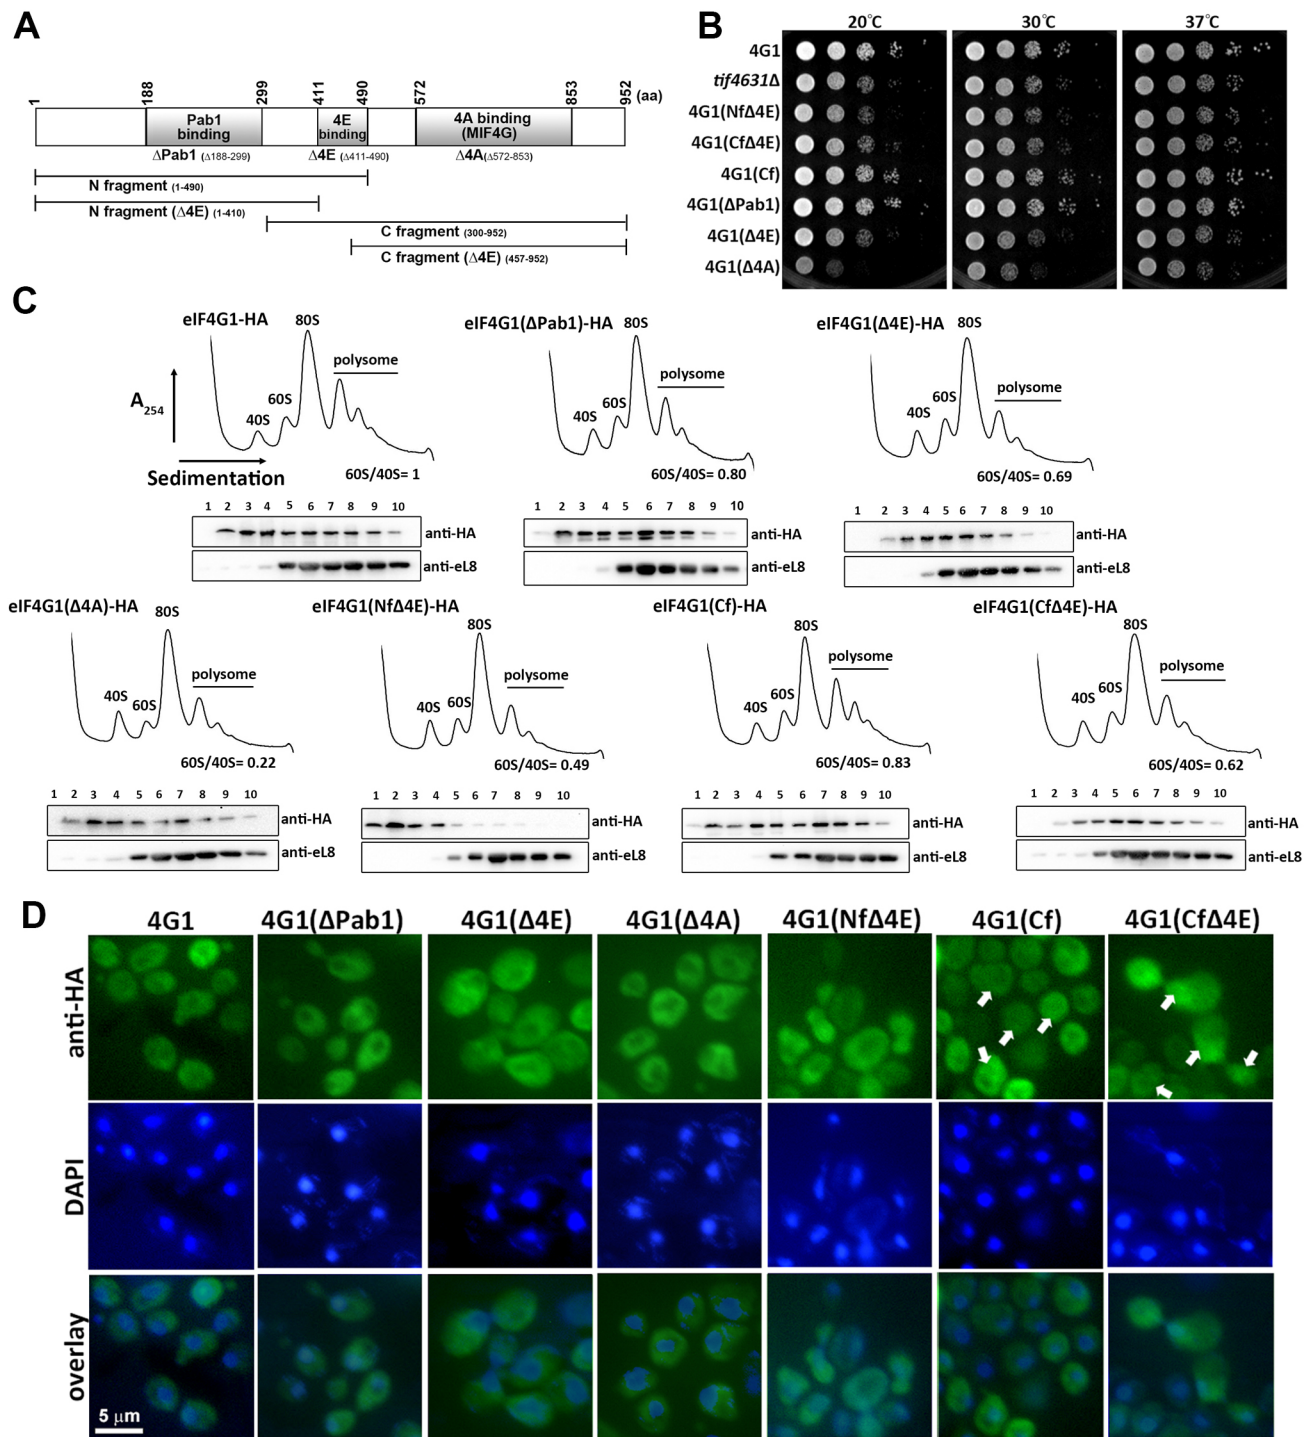 A
1 188 299 411 490 572 853 952 (aa)
Pab1 binding
4E binding
4A binding (MIF4G)
ΔPab1 (Δ188-299)
Δ4E (Δ411-490)
Δ4A(Δ572-853)
N fragment (1-490)
N fragment (Δ4E) (1-410)
C fragment (300-952)
C fragment (Δ4E) (457-952)
B
20℃ 30℃ 37℃
4G1
tif4631Δ
4G1(NfΔ4E)
4G1(CfΔ4E)
4G1(Cf)
4G1(ΔPab1)
4G1(Δ4E)
4G1(Δ4A)
C
eIF4G1-HA
A254
Sedimentation
40S 60S 80S polysome
60S/40S= 1
1 2 3 4 5 6 7 8 9 10
anti-HA
anti-eL8
eIF4G1(ΔPab1)-HA
40S 60S 80S polysome
60S/40S= 0.80
1 2 3 4 5 6 7 8 9 10
anti-HA
anti-eL8
eIF4G1(Δ4E)-HA
40S 60S 80S polysome
60S/40S= 0.69
1 2 3 4 5 6 7 8 9 10
anti-HA
anti-eL8
eIF4G1(Δ4A)-HA
40S 60S 80S polysome
60S/40S= 0.22
1 2 3 4 5 6 7 8 9 10
anti-HA
anti-eL8
eIF4G1(NfΔ4E)-HA
40S 60S 80S polysome
60S/40S= 0.49
1 2 3 4 5 6 7 8 9 10
anti-HA
anti-eL8
eIF4G1(Cf)-HA
40S 60S 80S polysome
60S/40S= 0.83
1 2 3 4 5 6 7 8 9 10
anti-HA
anti-eL8
eIF4G1(CfΔ4E)-HA
40S 60S 80S polysome
60S/40S= 0.62
1 2 3 4 5 6 7 8 9 10
anti-HA
anti-eL8
D
4G1 4G1(ΔPab1) 4G1(Δ4E) 4G1(Δ4A) 4G1(NfΔ4E) 4G1(Cf) 4G1(CfΔ4E)
anti-HA
DAPI
overlay
5 μm